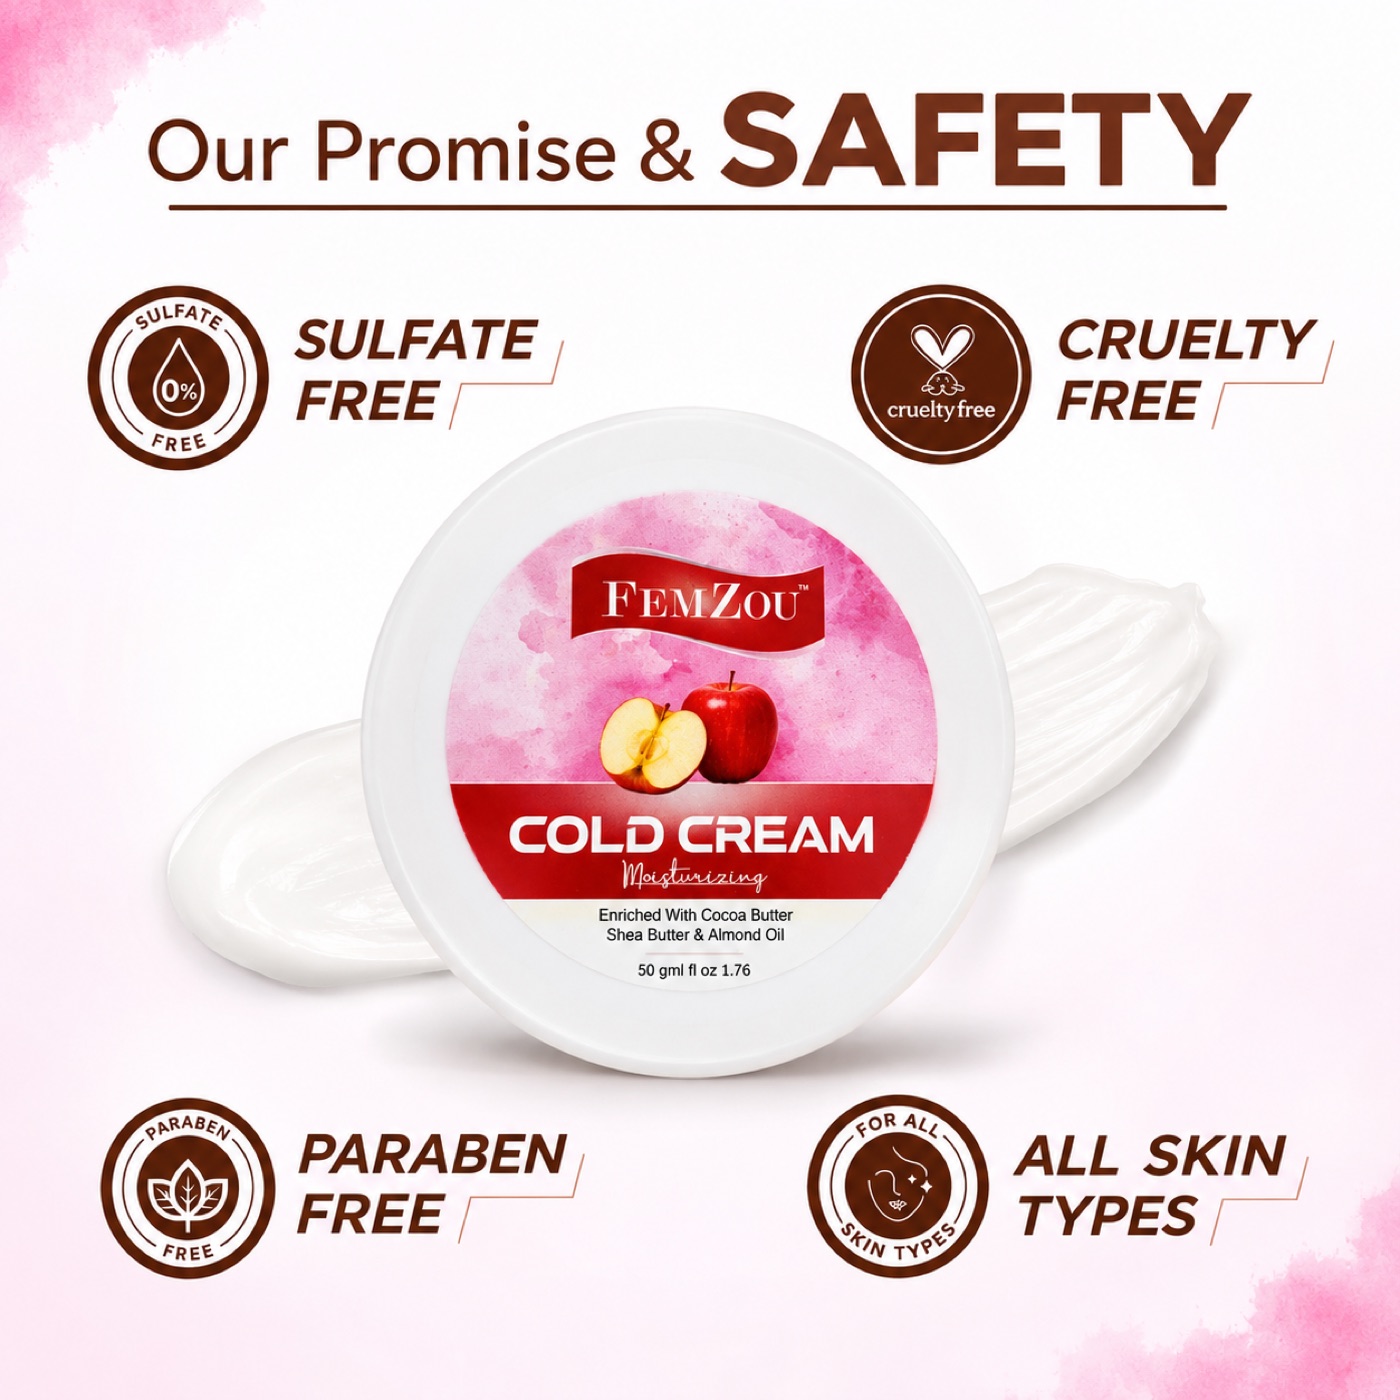 Our Promise & SAFETY
SULFATE
0%
FREE
SULFATE
FREE
cruelty free
CRUELTY
FREE
FEMZOU™
COLD CREAM
Moisturizing
Enriched With Cocoa Butter
Shea Butter & Almond Oil
50 gml fl oz 1.76
PARABEN
FREE
PARABEN
FREE
FOR ALL
SKIN TYPES
ALL SKIN
TYPES